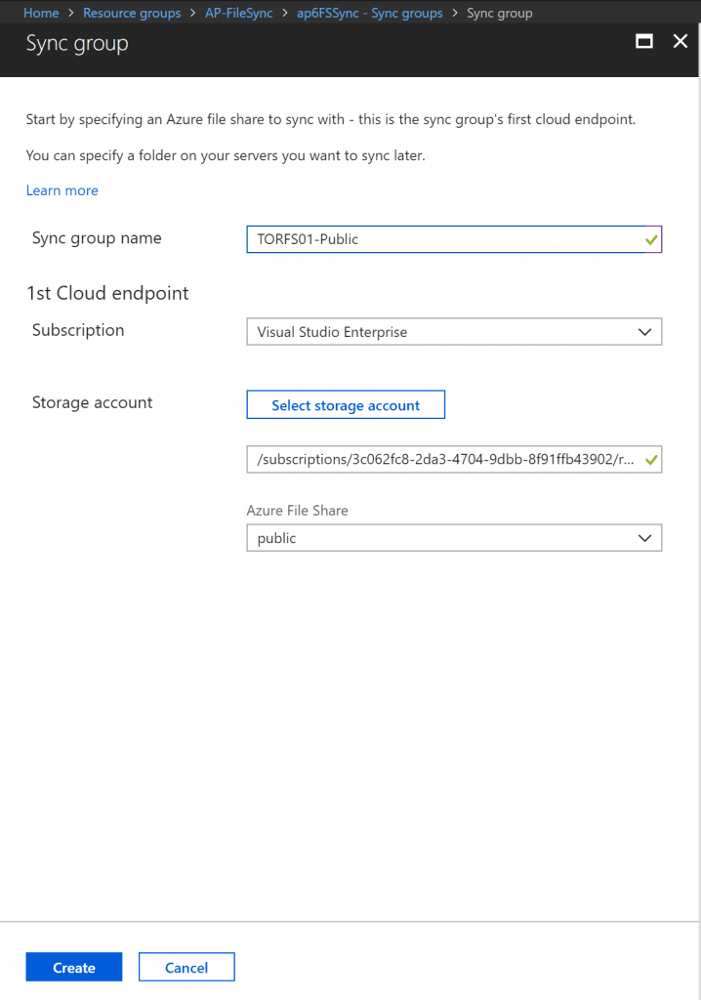 Home > Resource groups > AP-FileSync > ap6FSSync - Sync groups > Sync group
Sync group
Start by specifying an Azure file share to sync with - this is the sync group's first cloud endpoint.
You can specify a folder on your servers you want to sync later.
Learn more
Sync group name
TORFS01-Public
1st Cloud endpoint
Subscription
Visual Studio Enterprise
Storage account
Select storage account
/subscriptions/3c062fc8-2da3-4704-9dbb-8f91ffb43902/r...
Azure File Share
public
Create
Cancel